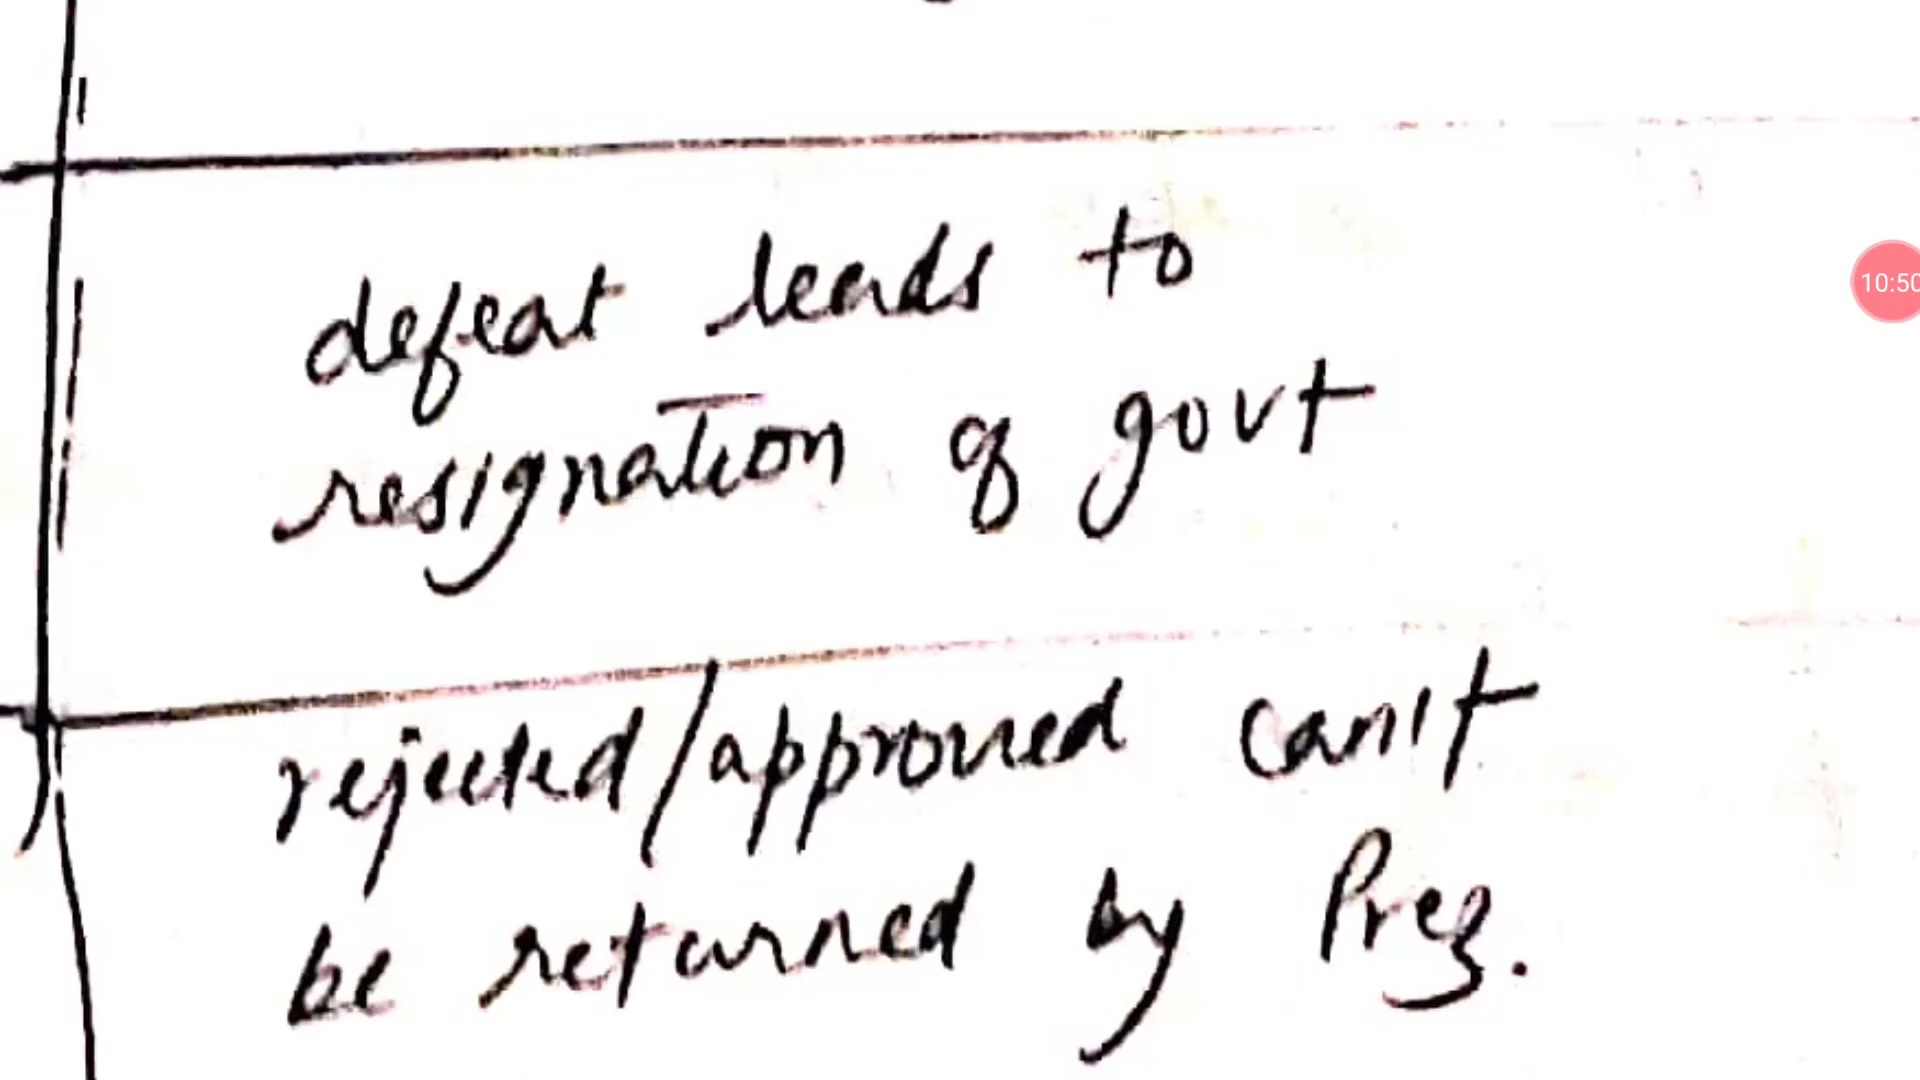 defeat leads to
10:50
resignation of govt
rejected/approved can't
be returned by Prez.